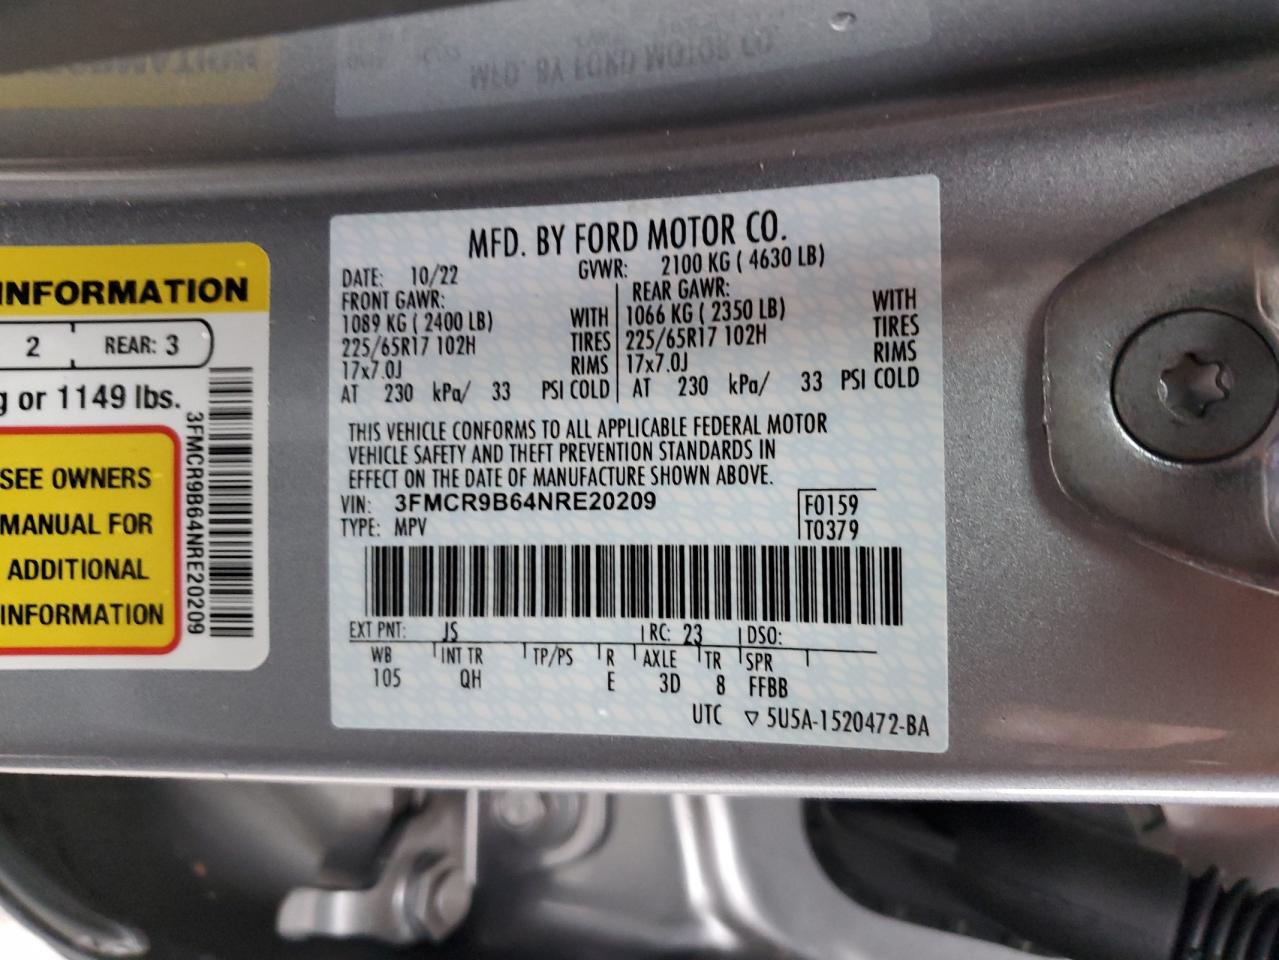 MFD. BY FORD MOTOR CO.
INFORMATION
2 REAR: 3
g or 1149 lbs.
SEE OWNERS
MANUAL FOR
ADDITIONAL
INFORMATION
3FMCR9B64NRE20209
MFD. BY FORD MOTOR CO.
DATE: 10/22 GVWR: 2100 KG ( 4630 LB)
FRONT GAWR:
1089 KG ( 2400 LB) WITH
225/65R17 102H TIRES
17x7.0J RIMS
AT 230 kPa/ 33 PSI COLD
REAR GAWR:
1066 KG ( 2350 LB) WITH
225/65R17 102H TIRES
17x7.0J RIMS
AT 230 kPa/ 33 PSI COLD
THIS VEHICLE CONFORMS TO ALL APPLICABLE FEDERAL MOTOR
VEHICLE SAFETY AND THEFT PREVENTION STANDARDS IN
EFFECT ON THE DATE OF MANUFACTURE SHOWN ABOVE.
VIN: 3FMCR9B64NRE20209 F0159
TYPE: MPV T0379
EXT PNT: JS RC: 23 DSO:
WB INT TR TP/PS R AXLE TR SPR
105 QH E 3D 8 FFBB
UTC ▽ 5U5A-1520472-BA